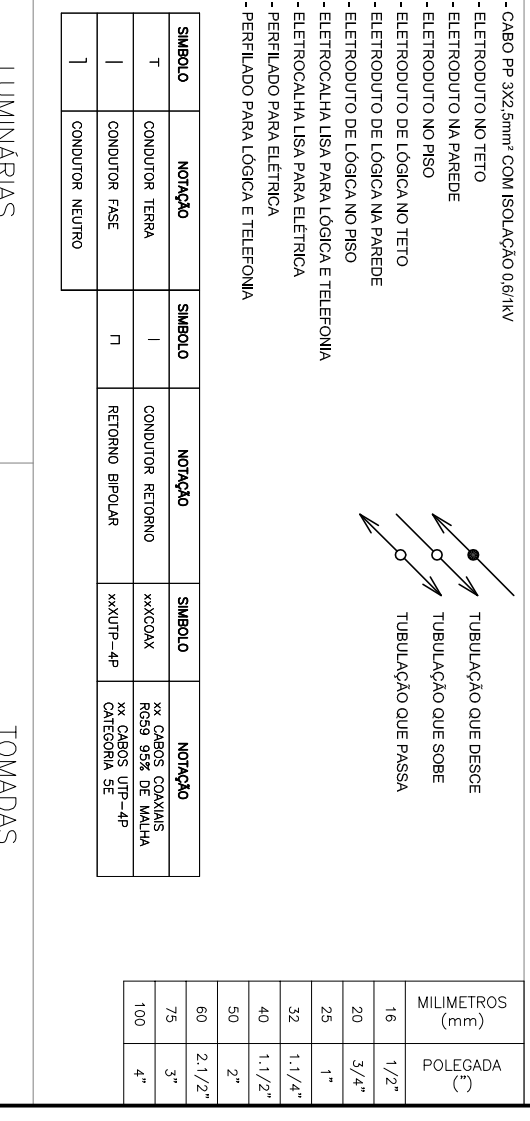 - CABO PP 3X2,5mm² COM ISOLAÇÃO 0,6/1kV
- ELETRODUTO NO TETO
- ELETRODUTO NA PAREDE
- ELETRODUTO NO PISO
- ELETRODUTO DE LÓGICA NO TETO
- ELETRODUTO DE LÓGICA NA PAREDE
- ELETRODUTO DE LÓGICA NO PISO
- ELETROCALHA LISA PARA LÓGICA E TELEFONIA
- ELETROCALHA LISA PARA ELÉTRICA
- PERFILADO PARA ELÉTRICA
- PERFILADO PARA LÓGICA E TELEFONIA
TUBULAÇÃO QUE DESCE
TUBULAÇÃO QUE SOBE
TUBULAÇÃO QUE PASSA
SIMBOLO NOTAÇÃO SIMBOLO NOTAÇÃO SIMBOLO NOTAÇÃO
CONDUTOR TERRA CONDUTOR RETORNO xxXCOAX xx CABOS COAXIAIS
RG59 95% DE MALHA
CONDUTOR FASE RETORNO BIPOLAR xxXUTP-4P xx CABOS UTP-4P
CATEGORIA 5E
CONDUTOR NEUTRO
MILIMETROS POLEGADA
(mm) (")
16 1/2"
20 3/4"
25 1"
32 1.1/4"
40 1.1/2"
50 2"
60 2.1/2"
75 3"
100 4"
LUMINÁRIAS
TOMADAS